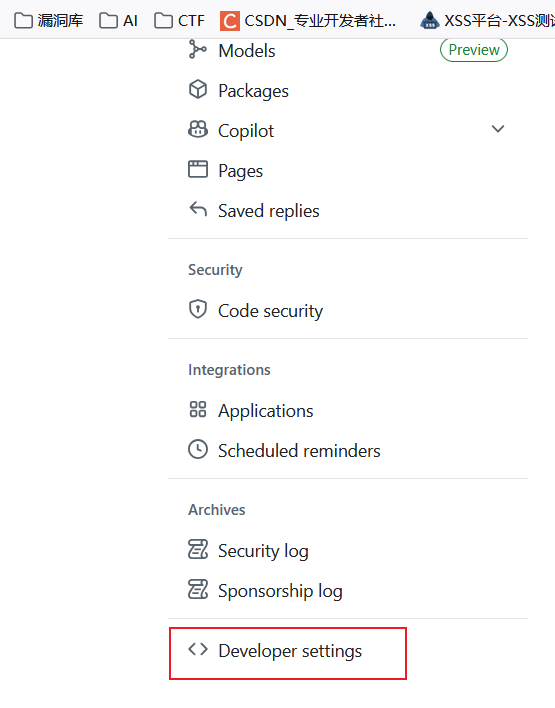 漏洞库 AI CTF CSDN_专业开发者社... XSS平台-XSS测
Models Preview
Packages
Copilot
Pages
Saved replies
Security
Code security
Integrations
Applications
Scheduled reminders
Archives
Security log
Sponsorship log
Developer settings